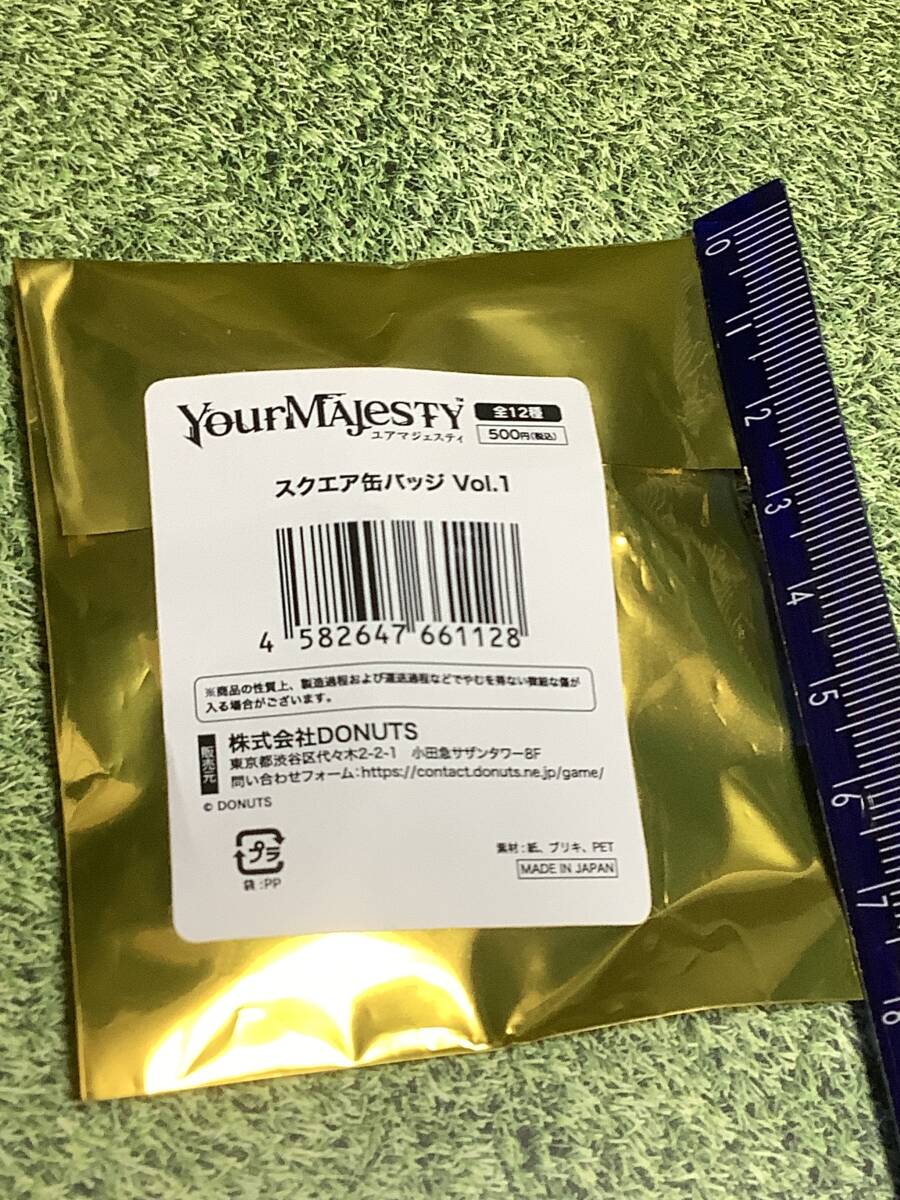 YourMAJESTY™
ユアマジェスティ
全12種
500円(税込)
スクエア缶バッジ Vol.1
4 582647 661128
※商品の性質上、製造過程および運送過程などでやむを得ない微細な傷が
入る場合がございます。
販売元
株式会社DONUTS
東京都渋谷区代々木2-2-1 小田急サザンタワー8F
問い合わせフォーム:https://contact.donuts.ne.jp/game/
© DONUTS
プラ
袋:PP
素材:紙、ブリキ、PET
MADE IN JAPAN
0
1
2
3
4
5
6
7
8